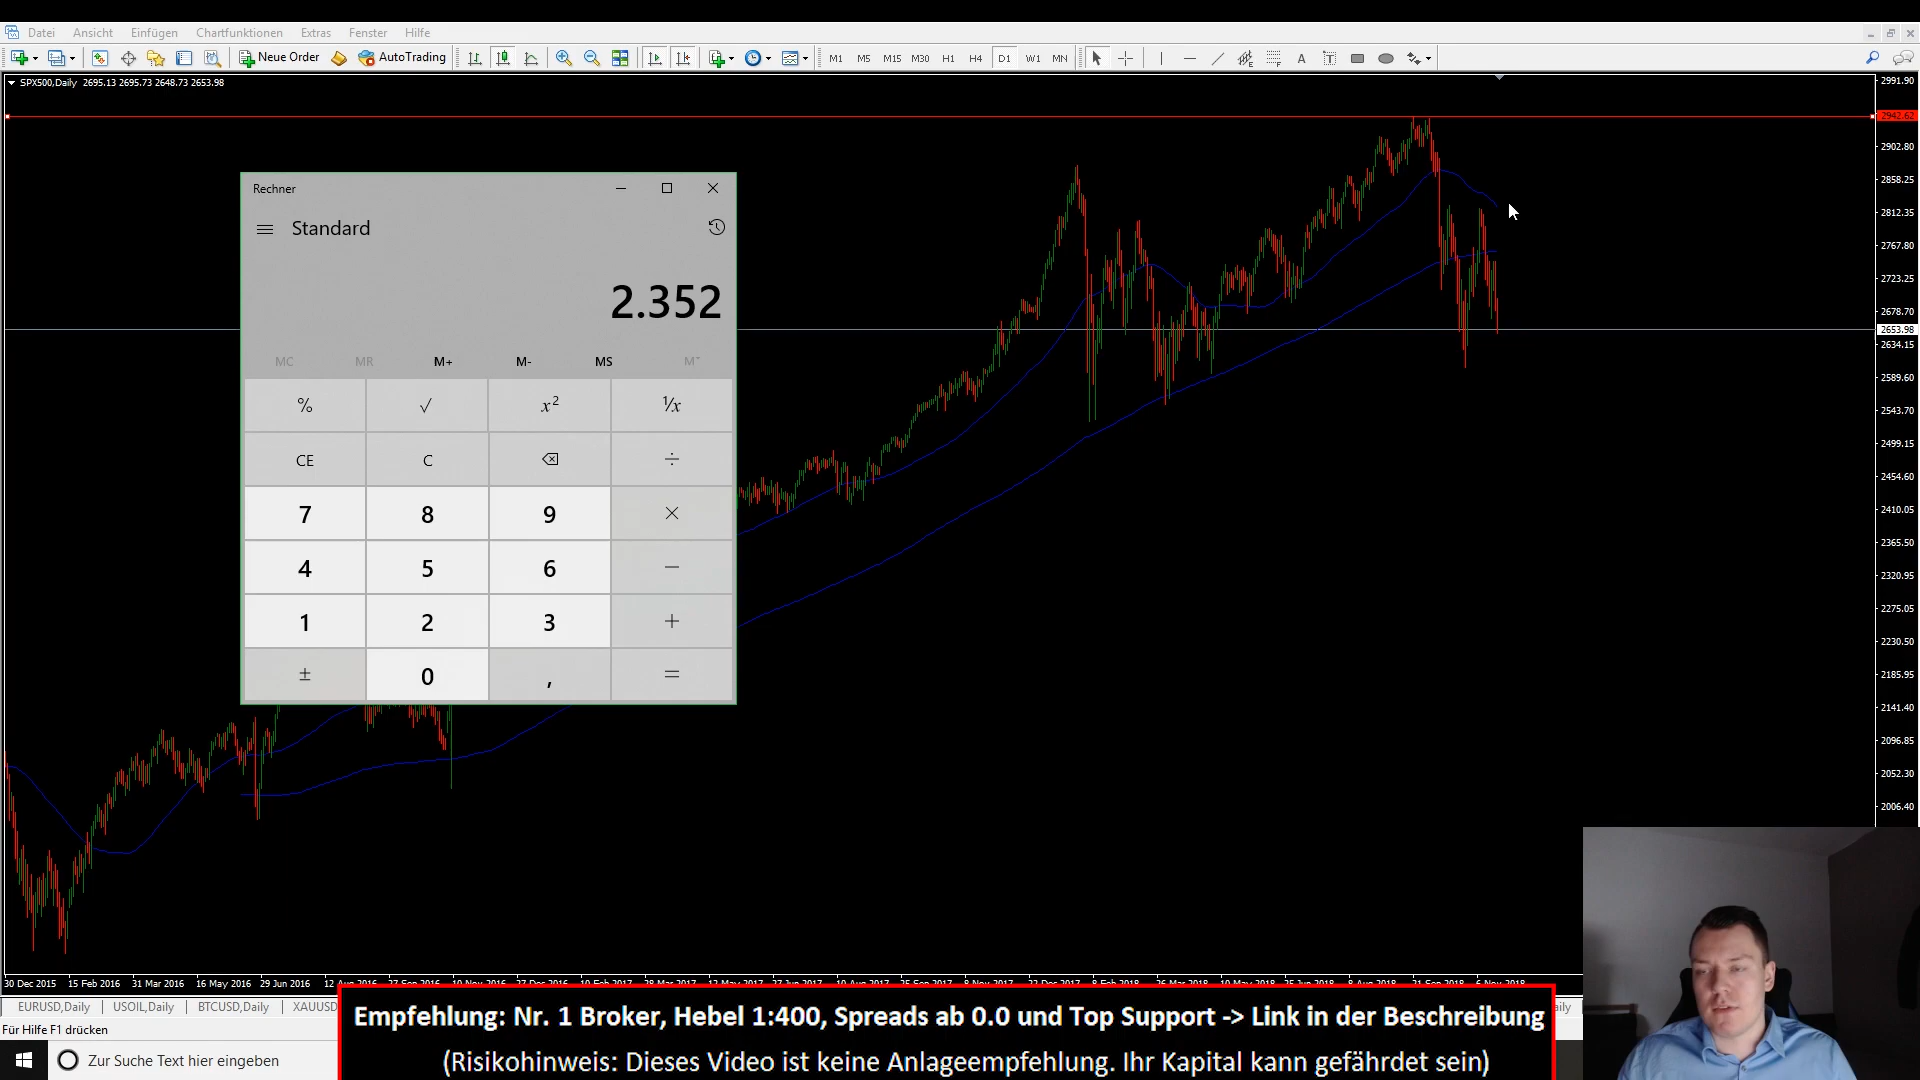 Datei Ansicht Einfügen Chartfunktionen Extras Fenster Hilfe
Neue Order AutoTrading M1 M5 M15 M30 H1 H4 D1 W1 MN A T
SPX500,Daily 2695.13 2695.73 2648.73 2653.98
2991.90
2942.62
2902.80
2858.25
2812.35
2767.80
2723.25
2678.70
2653.98
2634.15
2589.60
2543.70
2499.15
2454.60
2410.05
2365.50
2320.95
2275.05
2230.50
2185.95
2141.40
2096.85
2052.30
2006.40
Rechner
Standard
2.352
MC MR M+ M- MS M˅
% √ x² ¹/x
CE C ÷
7 8 9 ×
4 5 6 −
1 2 3 +
± 0 , =
30 Dec 2015 15 Feb 2016 31 Mar 2016 16 May 2016 29 Jun 2016
EURUSD,Daily USOIL,Daily BTCUSD,Daily XAUUSD
Für Hilfe F1 drücken
Zur Suche Text hier eingeben
Empfehlung: Nr. 1 Broker, Hebel 1:400, Spreads ab 0.0 und Top Support -> Link in der Beschreibung
(Risikohinweis: Dieses Video ist keine Anlageempfehlung. Ihr Kapital kann gefährdet sein)